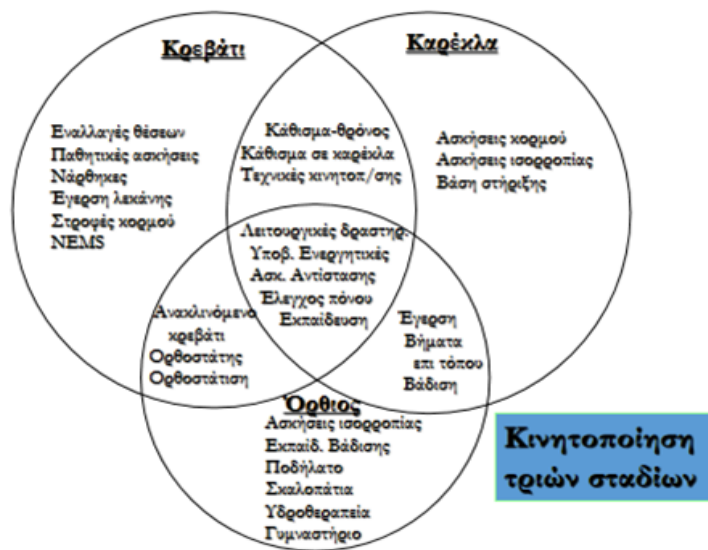 Κρεβάτι
Καρέκλα
Εναλλαγές θέσεων
Παθητικές ασκήσεις
Νάρθηκες
Έγερση λεκάνης
Στροφές κορμού
NEMS
Κάθισμα-θρόνος
Κάθισμα σε καρέκλα
Τεχνικές κινητοπ/σης
Ασκήσεις κορμού
Ασκήσεις ισορροπίας
Βάση στήριξης
Λειτουργικές δραστηρ.
Υποβ. Ενεργητικές
Ασκ. Αντίστασης
Έλεγχος πόνου
Εκπαίδευση
Ανακλινόμενο
κρεβάτι
Ορθοστάτης
Ορθοστάτιση
Έγερση
Βήματα
επι τόπου
Βάδιση
Όρθιος
Ασκήσεις ισορροπίας
Εκπαίδ. Βάδισης
Ποδήλατο
Σκαλοπάτια
Υδροθεραπεία
Γυμναστήριο
Κινητοποίηση
τριών σταδίων